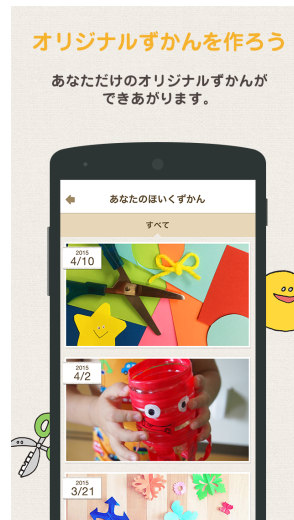 オリジナルずかんを作ろう
あなただけのオリジナルずかんが
できあがります。
あなたのほいくずかん
すべて
2015
4/10
2015
4/2
2015
3/21